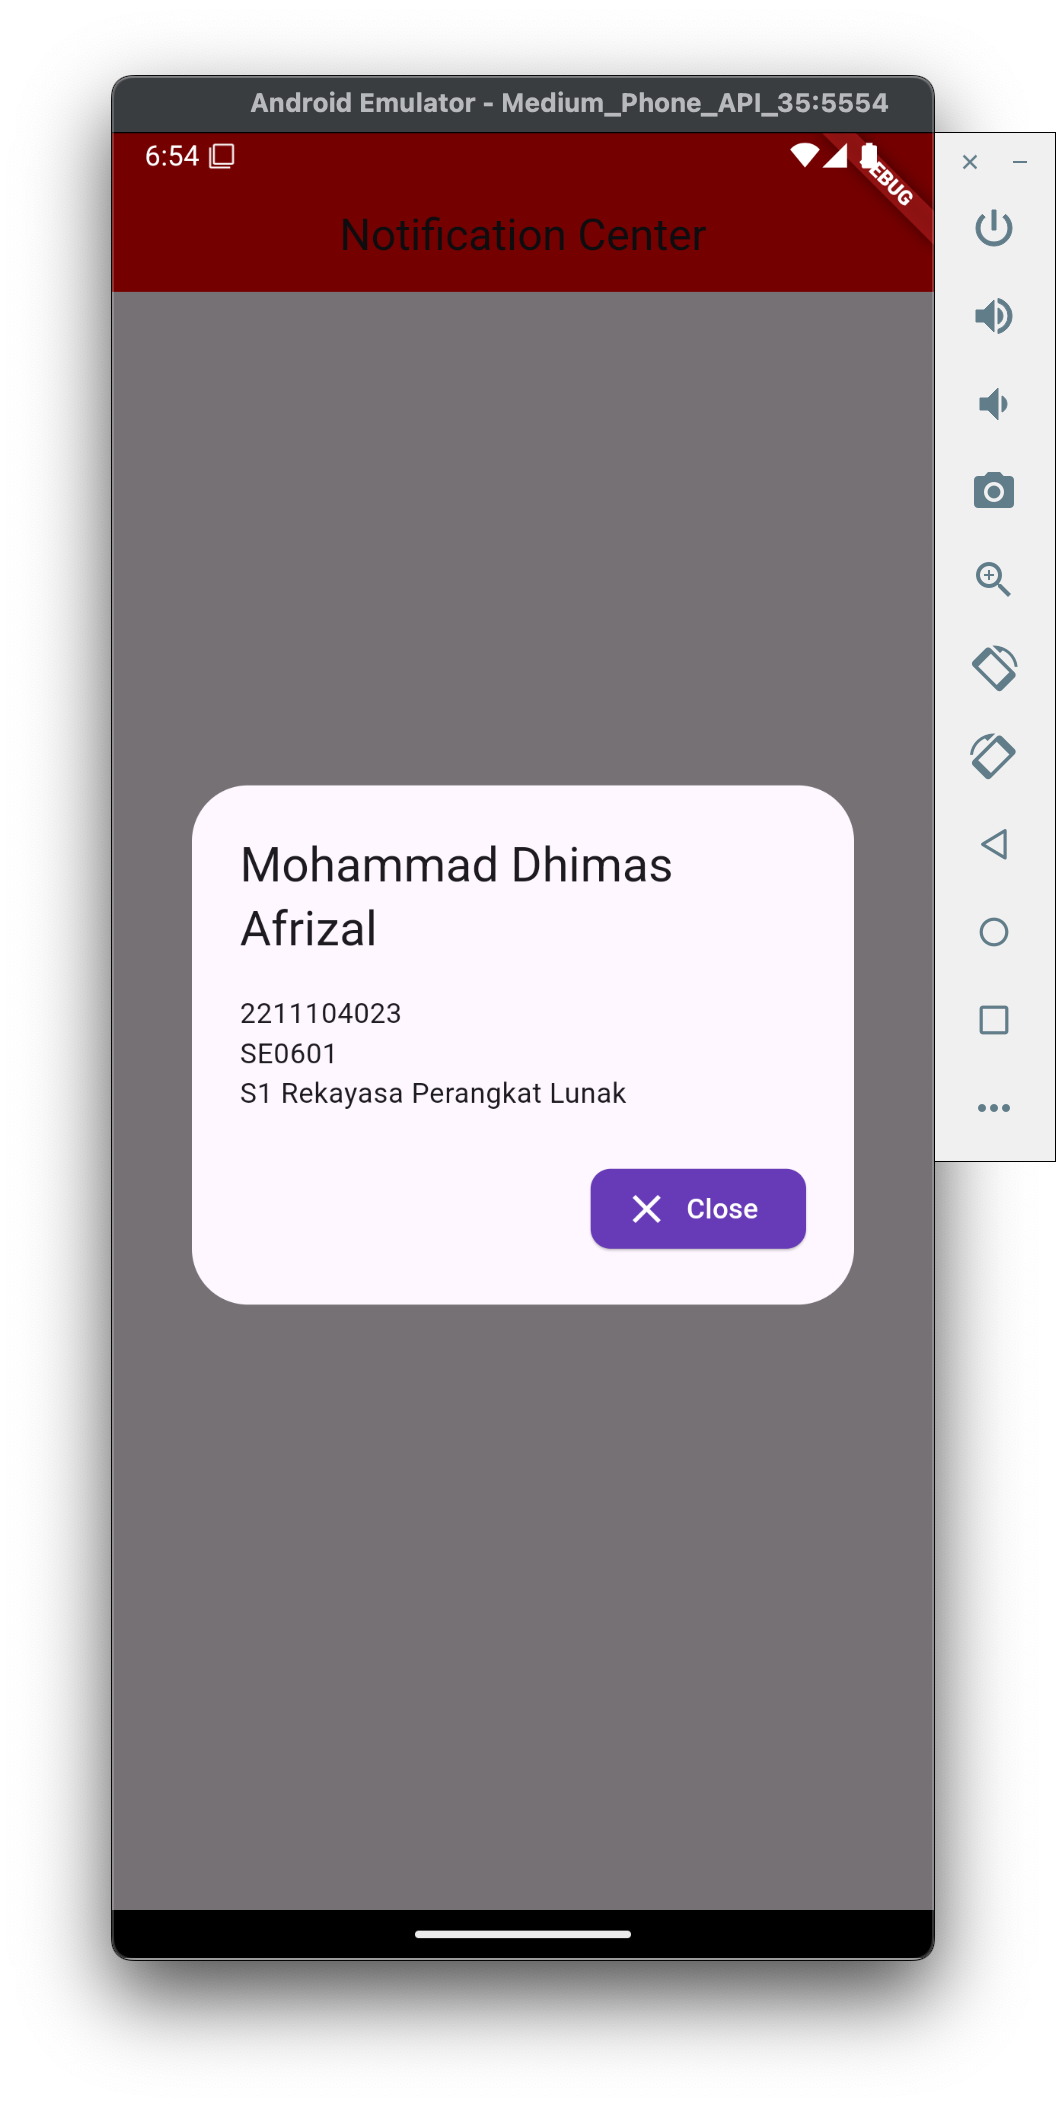 Android Emulator - Medium_Phone_API_35:5554
6:54
EBUG
Notification Center
Mohammad Dhimas
Afrizal
2211104023
SE0601
S1 Rekayasa Perangkat Lunak
Close